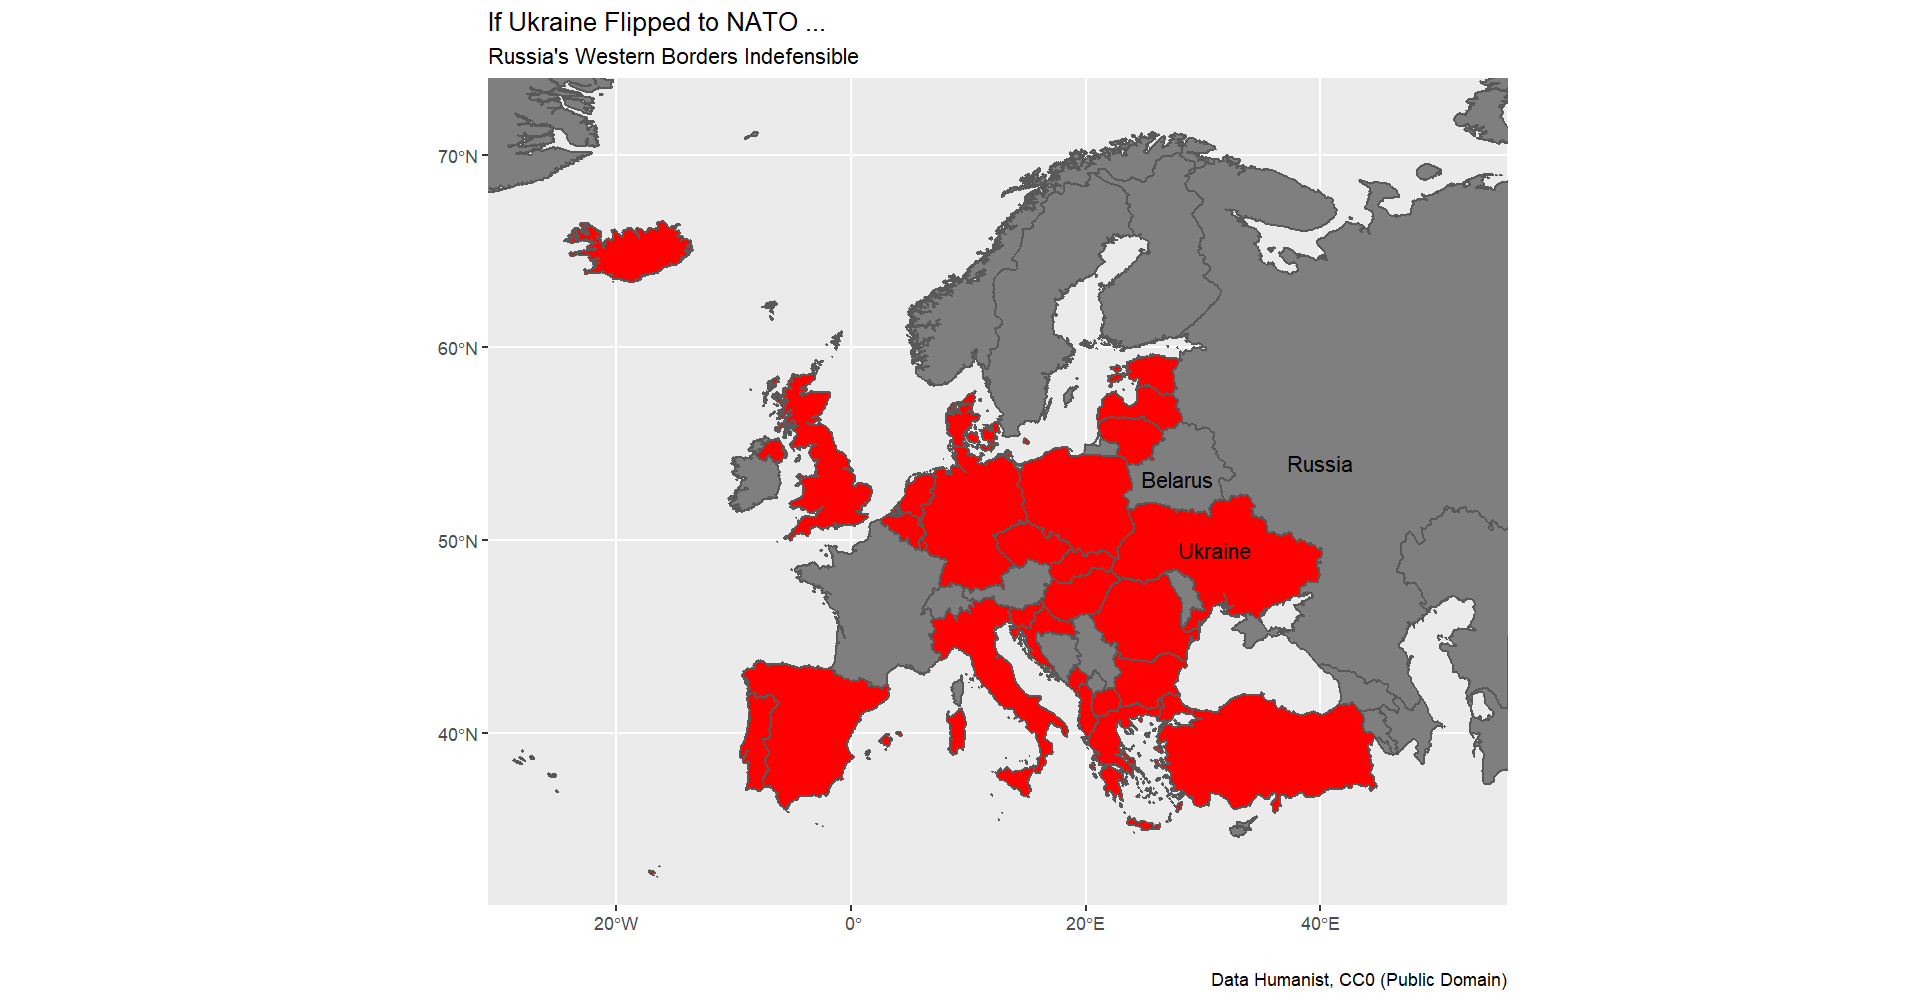 If Ukraine Flipped to NATO ...
Russia's Western Borders Indefensible
70°N
60°N
50°N
40°N
Russia
Belarus
Ukraine
20°W
0°
20°E
40°E
Data Humanist, CC0 (Public Domain)